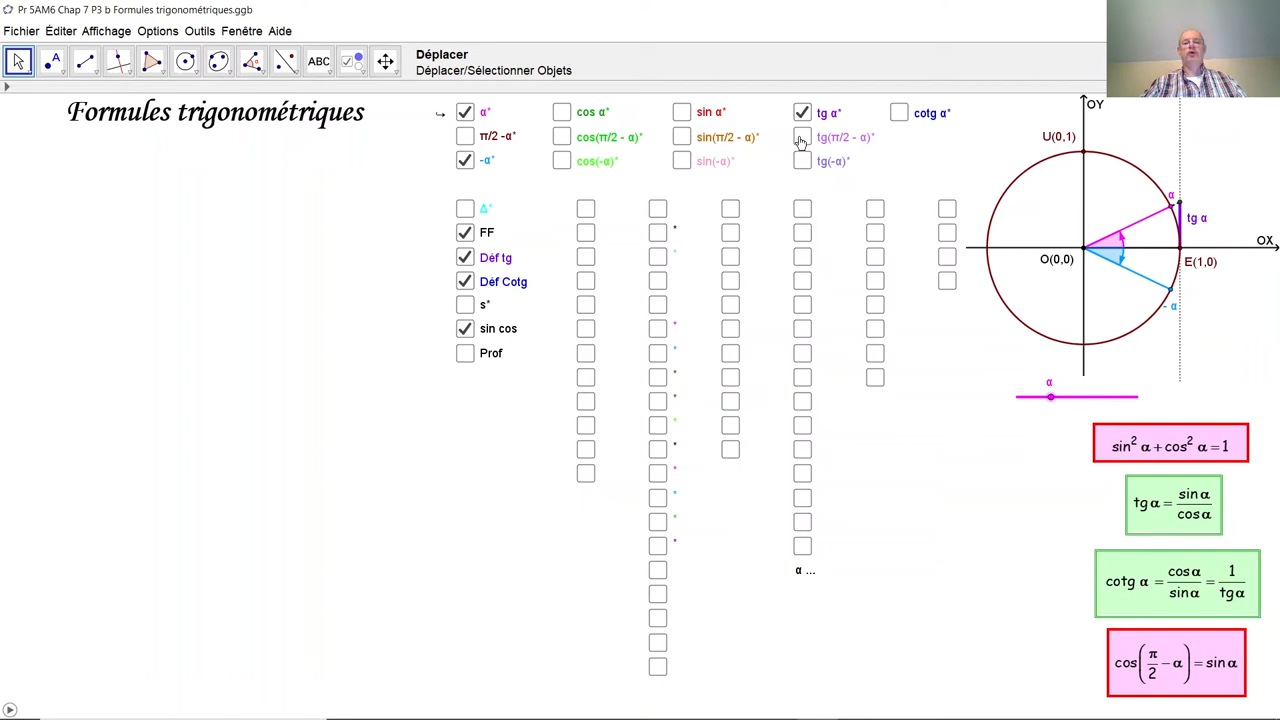 Pr 5AM6 Chap 7 P3 b Formules trigonométriques.ggb
Fichier Éditer Affichage Options Outils Fenêtre Aide
ABC
Déplacer
Déplacer/Sélectionner Objets
Formules trigonométriques
α* cos α* sin α* tg α* cotg α*
π/2 -α* cos(π/2 - α)* sin(π/2 - α)* tg(π/2 - α)*
-α* cos(-α)* sin(-α)* tg(-α)*
Δ*
FF *
Déf tg *
Déf Cotg
s*
sin cos *
Prof *
*
*
*
*
*
*
*
*
α ...
OY
U(0,1)
α
tg α
OX
O(0,0)
E(1,0)
- α
α
sin² α + cos² α = 1
tg α = sin α / cos α
cotg α = cos α / sin α = 1 / tg α
cos(π/2 − α) = sin α